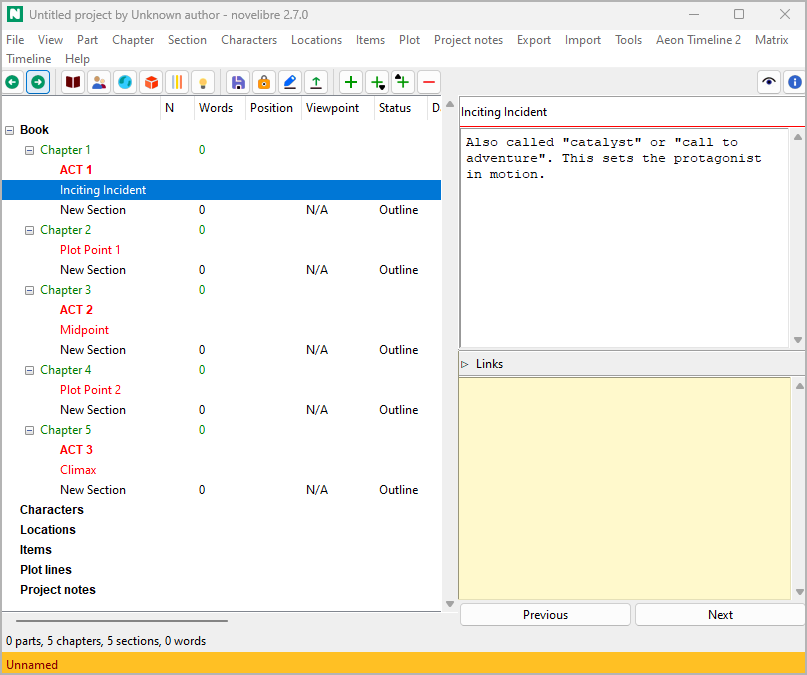 Untitled project by Unknown author - novelibre 2.7.0
File View Part Chapter Section Characters Locations Items Plot Project notes Export Import Tools Aeon Timeline 2 Matrix
Timeline Help
N Words Position Viewpoint Status
Book
Chapter 1 0
ACT 1
Inciting Incident
New Section 0 N/A Outline
Chapter 2 0
Plot Point 1
New Section 0 N/A Outline
Chapter 3 0
ACT 2
Midpoint
New Section 0 N/A Outline
Chapter 4 0
Plot Point 2
New Section 0 N/A Outline
Chapter 5 0
ACT 3
Climax
New Section 0 N/A Outline
Characters
Locations
Items
Plot lines
Project notes
Inciting Incident
Also called "catalyst" or "call to
adventure". This sets the protagonist
in motion.
Links
Previous Next
0 parts, 5 chapters, 5 sections, 0 words
Unnamed